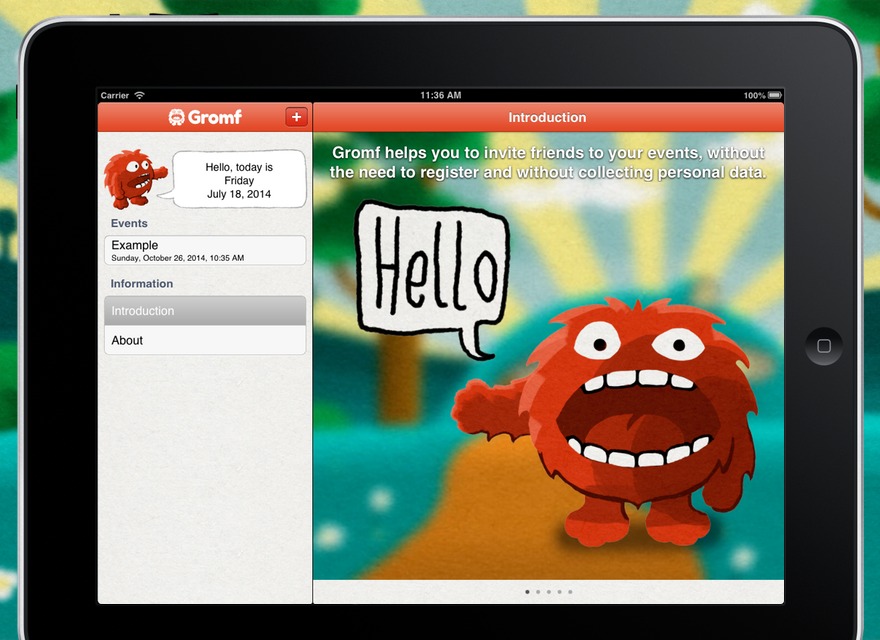 Carrier
11:36 AM
100%
Gromf
+
Introduction
Hello, today is
Friday
July 18, 2014
Events
Example
Sunday, October 26, 2014, 10:35 AM
Information
Introduction
About
Gromf helps you to invite friends to your events, without
the need to register and without collecting personal data.
Hello